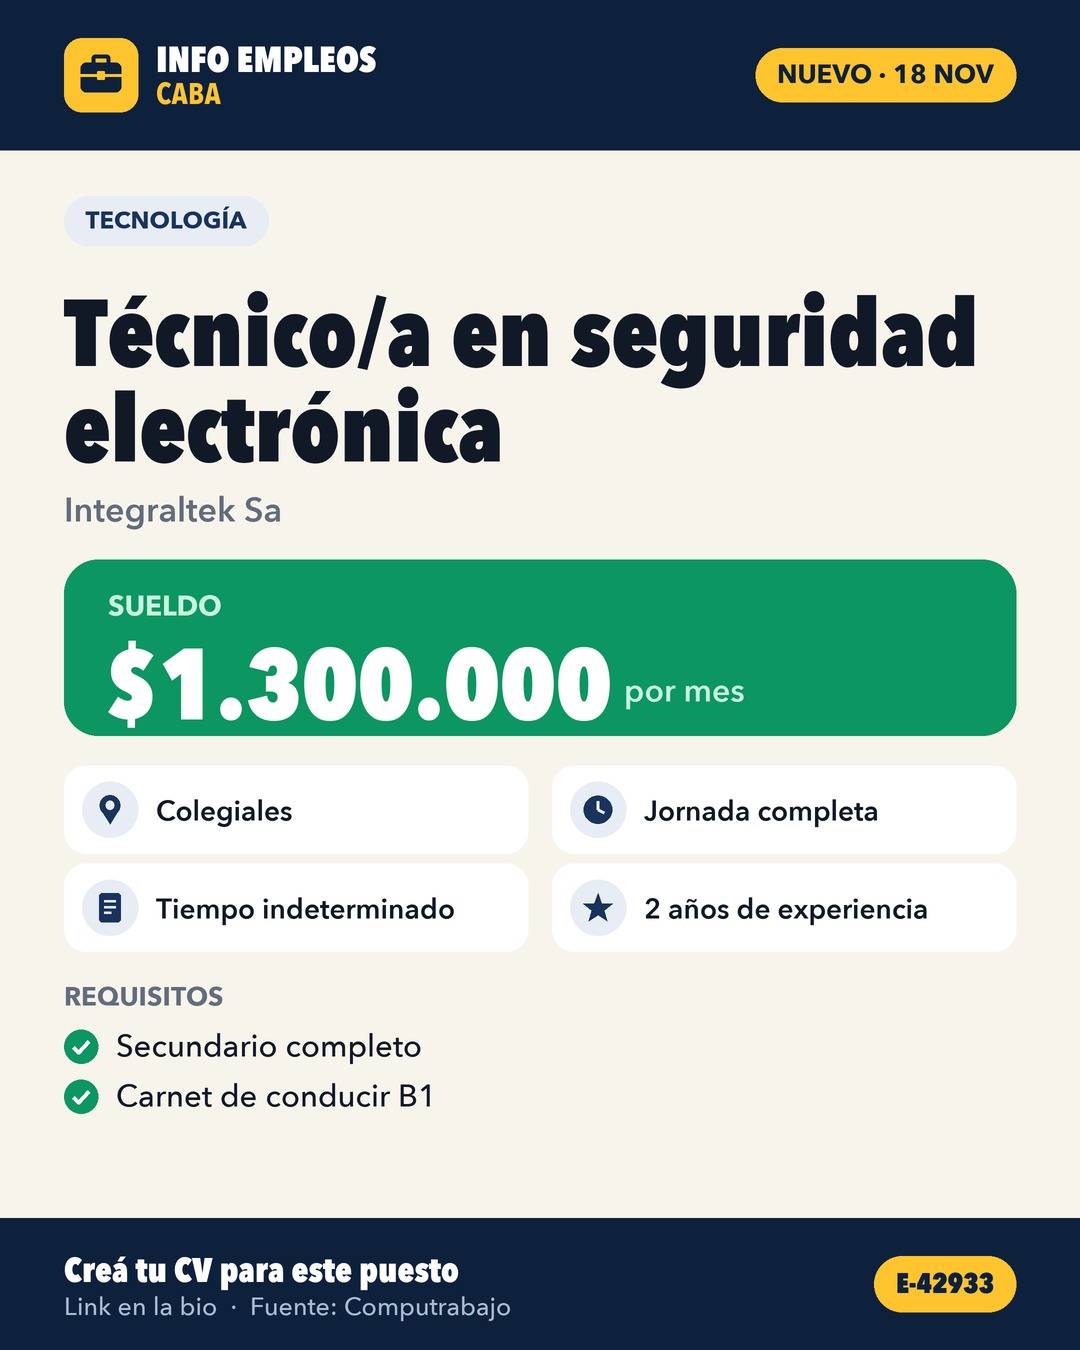 INFO EMPLEOS
CABA
NUEVO · 18 NOV
TECNOLOGÍA
Técnico/a en seguridad
electrónica
Integraltek Sa
SUELDO
$1.300.000 por mes
Colegiales
Jornada completa
Tiempo indeterminado
2 años de experiencia
REQUISITOS
Secundario completo
Carnet de conducir B1
Creá tu CV para este puesto
Link en la bio · Fuente: Computrabajo
E-42933